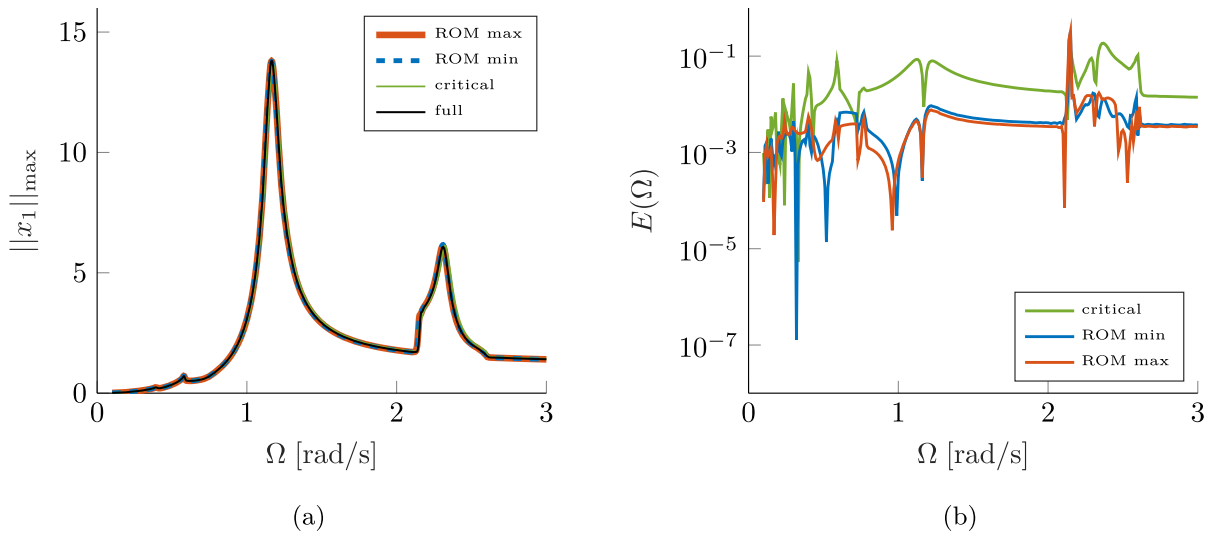 15
10
5
0
||x₁||max
0
1
2
3
Ω [rad/s]
ROM max
ROM min
critical
full
(a)
10⁻¹
10⁻³
10⁻⁵
10⁻⁷
E(Ω)
0
1
2
3
Ω [rad/s]
critical
ROM min
ROM max
(b)